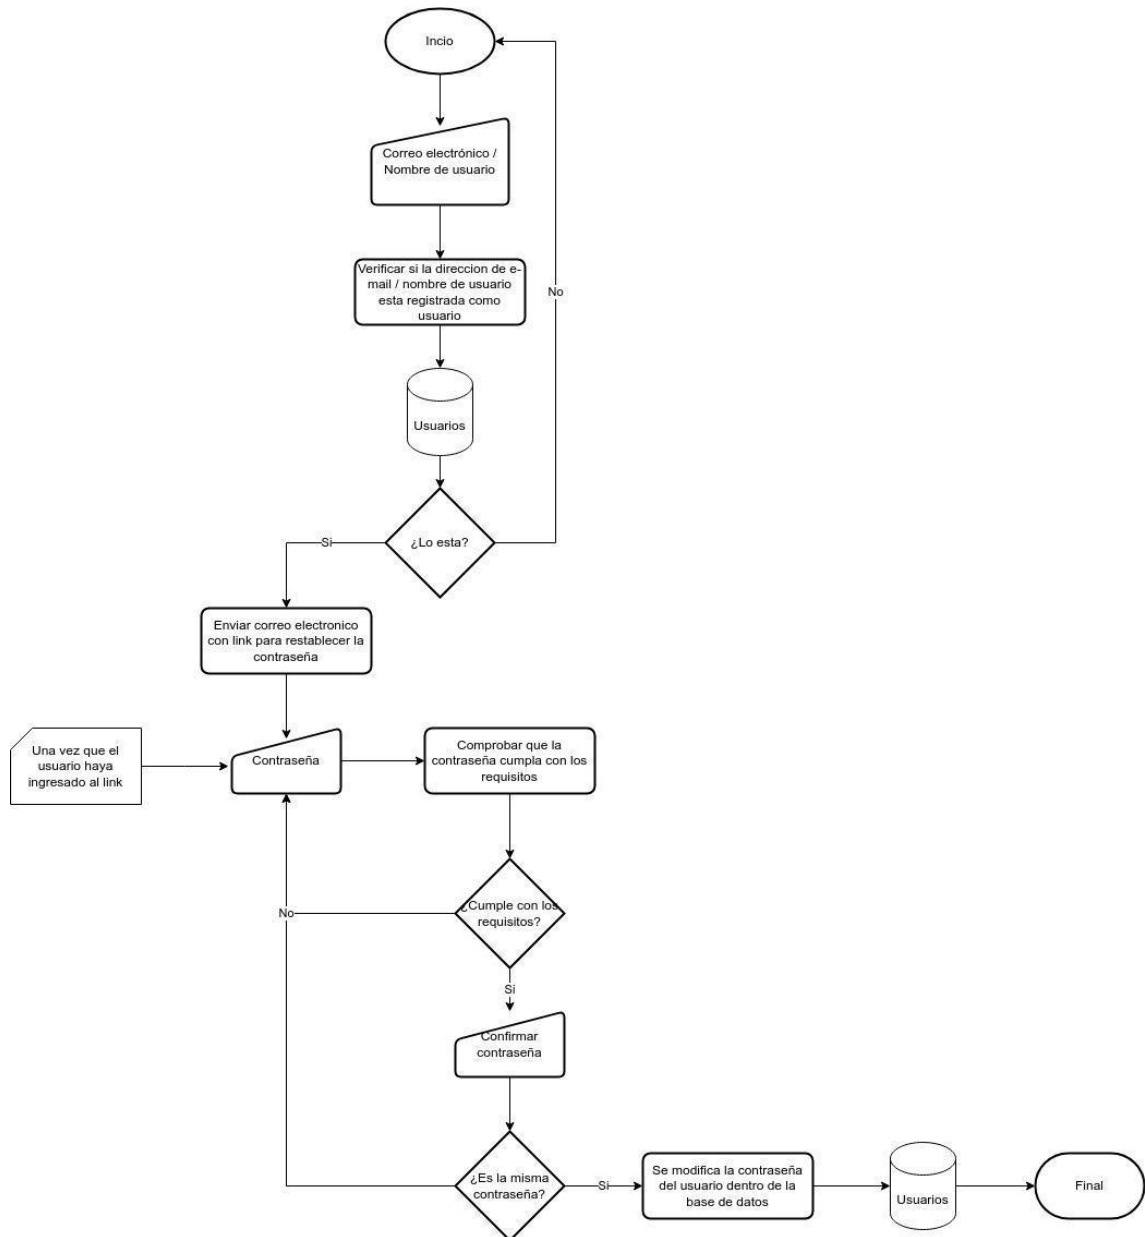 Incio
Correo electrónico /
Nombre de usuario
Verificar si la direccion de e-
mail / nombre de usuario
esta registrada como
usuario
No
Usuarios
¿Lo esta?
Si
Enviar correo electronico
con link para restablecer la
contraseña
Una vez que el
usuario haya
ingresado al link
Contraseña
Comprobar que la
contraseña cumpla con los
requisitos
¿Cumple con los
requisitos?
No
Si
Confirmar
contraseña
¿Es la misma
contraseña?
Si
Se modifica la contraseña
del usuario dentro de la
base de datos
Usuarios
Final